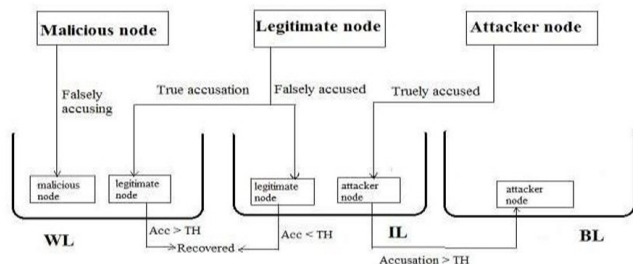 Malicious node
Legitimate node
Attacker node
Falsely
accusing
True accusation
Falsely accused
Truely accused
malicious
node
legitimate
node
legitimate
node
attacker
node
attacker
node
WL
Acc > TH
Recovered
Acc < TH
IL
Accusation > TH
BL